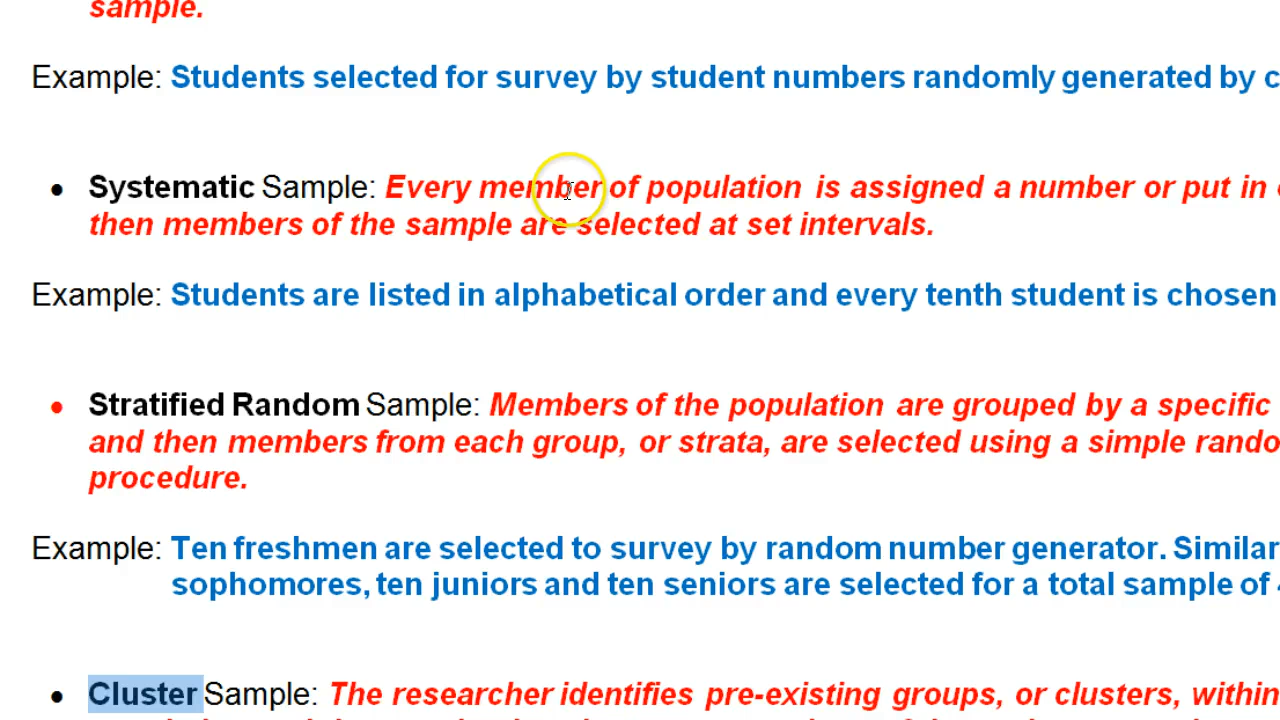 sample.
Example: Students selected for survey by student numbers randomly generated by c
• Systematic Sample: Every member of population is assigned a number or put in
then members of the sample are selected at set intervals.
Example: Students are listed in alphabetical order and every tenth student is chosen
• Stratified Random Sample: Members of the population are grouped by a specific
and then members from each group, or strata, are selected using a simple rando
procedure.
Example: Ten freshmen are selected to survey by random number generator. Similar
sophomores, ten juniors and ten seniors are selected for a total sample of
• Cluster Sample: The researcher identifies pre-existing groups, or clusters, within